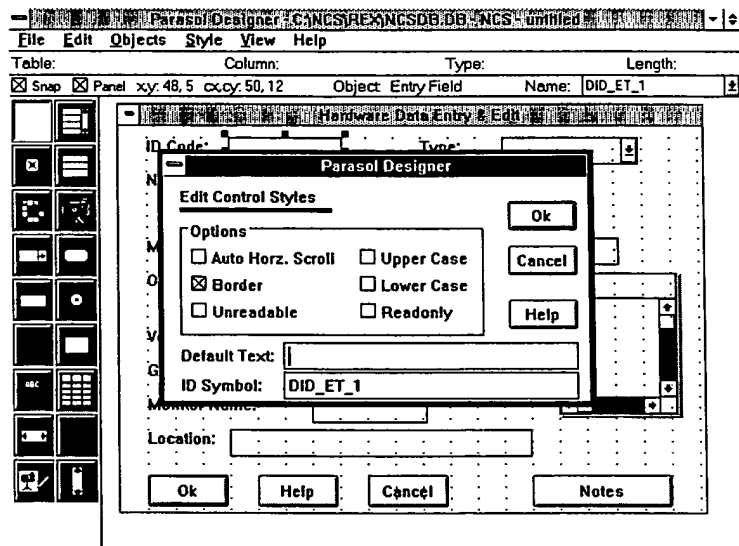 Parasol Designer - C:\NCS\REX\NCSDB.DB - NCS - untitled
File Edit Objects Style View Help
Table: Column: Type: Length:
Snap Panel x,y: 48, 5 cx,cy: 50, 12 Object: Entry Field Name: DID_ET_1
Hardware Data Entry & Edit
ID Code: Type:
Parasol Designer
Edit Control Styles
Ok
Options
Auto Horz. Scroll Upper Case
Cancel
Border Lower Case
Unreadable Readonly
Help
Default Text:
ID Symbol: DID_ET_1
ABC
Monitor Name:
Location:
Ok Help Cancel Notes